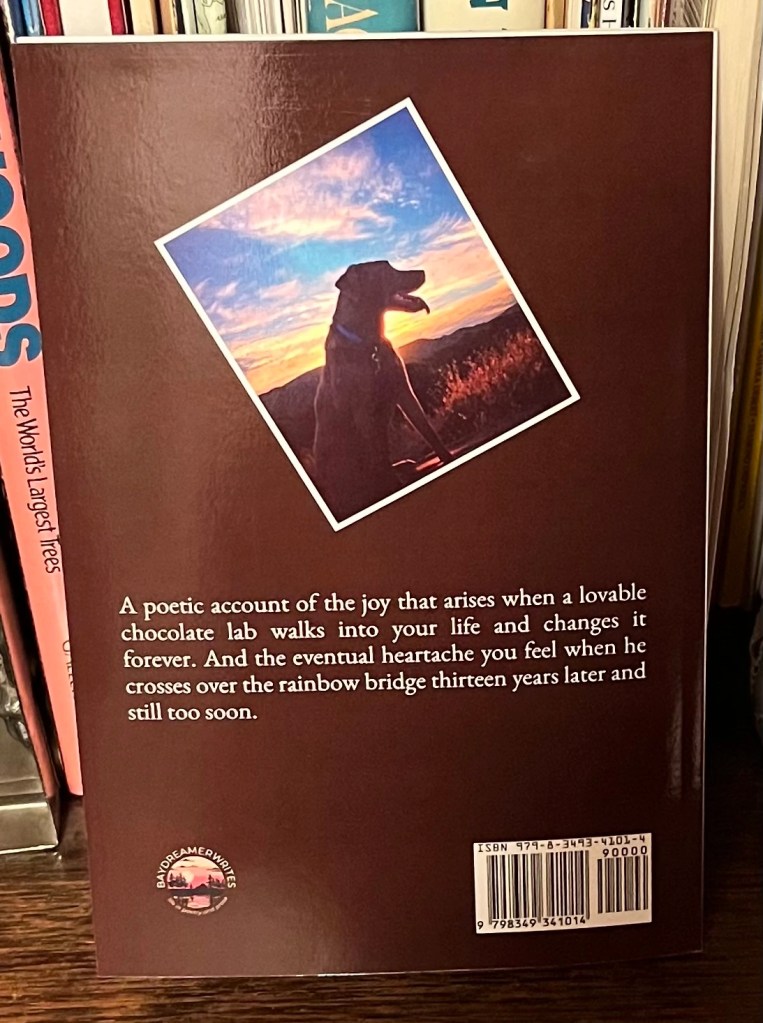 The World's Largest Trees
A poetic account of the joy that arises when a lovable
chocolate lab walks into your life and changes it
forever. And the eventual heartache you feel when he
crosses over the rainbow bridge thirteen years later and
still too soon.
BAYDREAMERWRITES
ISBN 979-8-3493-4101-4
90000
9 798349 341014